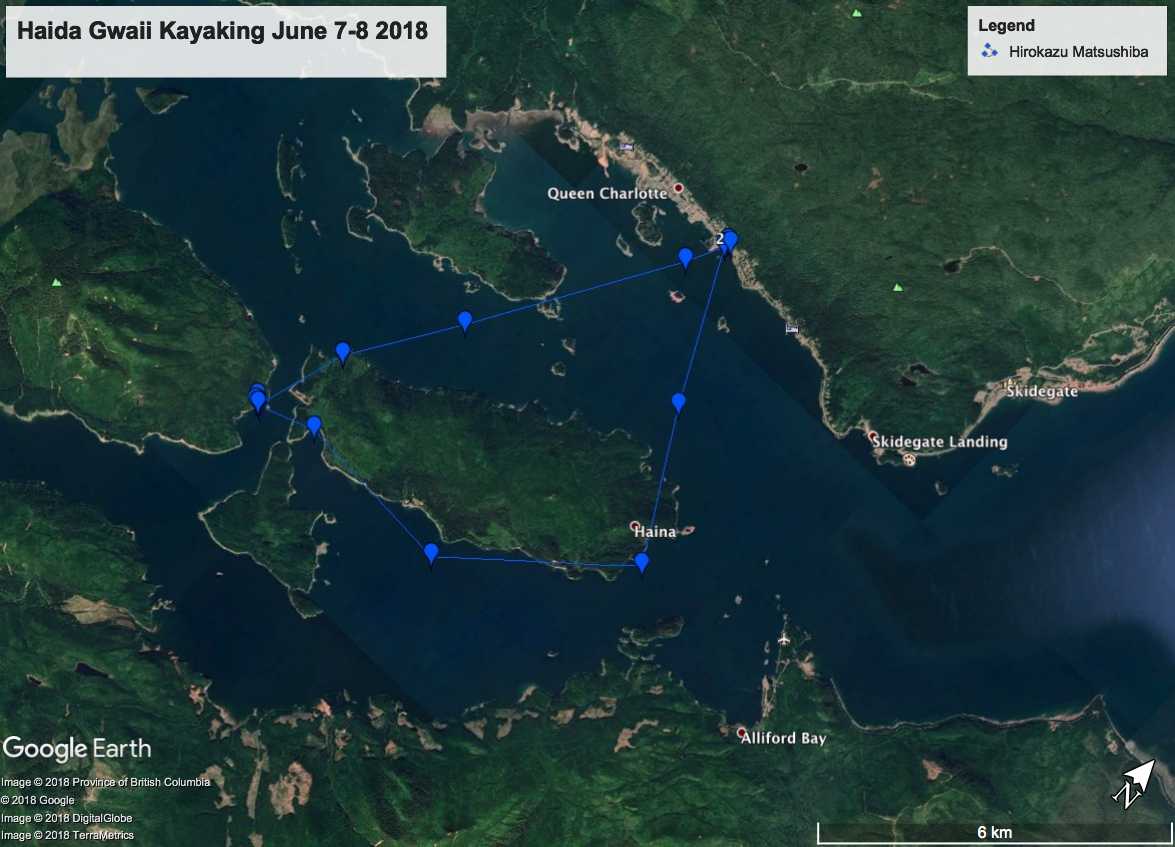 Haida Gwaii Kayaking June 7-8 2018
Legend
Hirokazu Matsushiba
Queen Charlotte
2
Skidegate
Skidegate Landing
Haina
Alliford Bay
Google Earth
Image © 2018 Province of British Columbia
© 2018 Google
Image © 2018 DigitalGlobe
Image © 2018 TerraMetrics
N
6 km